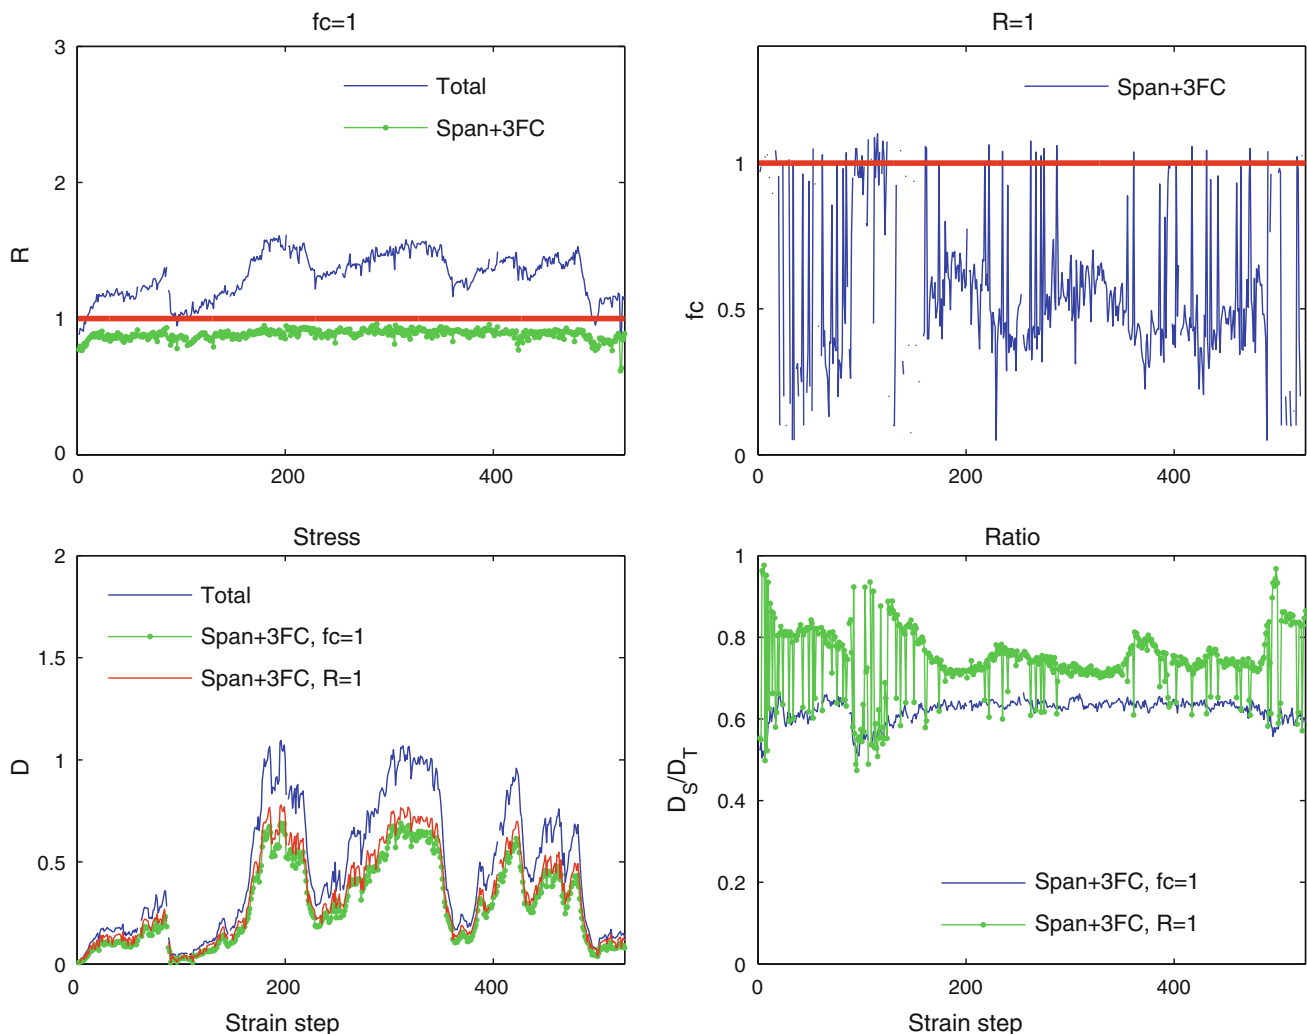 fc=1
3
2
1
0
R
Total
Span+3FC
0
200
400
R=1
1
0.5
0
fc
Span+3FC
0
200
400
Stress
2
1.5
1
0.5
0
D
Total
Span+3FC, fc=1
Span+3FC, R=1
0
200
400
Strain step
Ratio
1
0.8
0.6
0.4
0.2
0
D_S/D_T
Span+3FC, fc=1
Span+3FC, R=1
0
200
400
Strain step